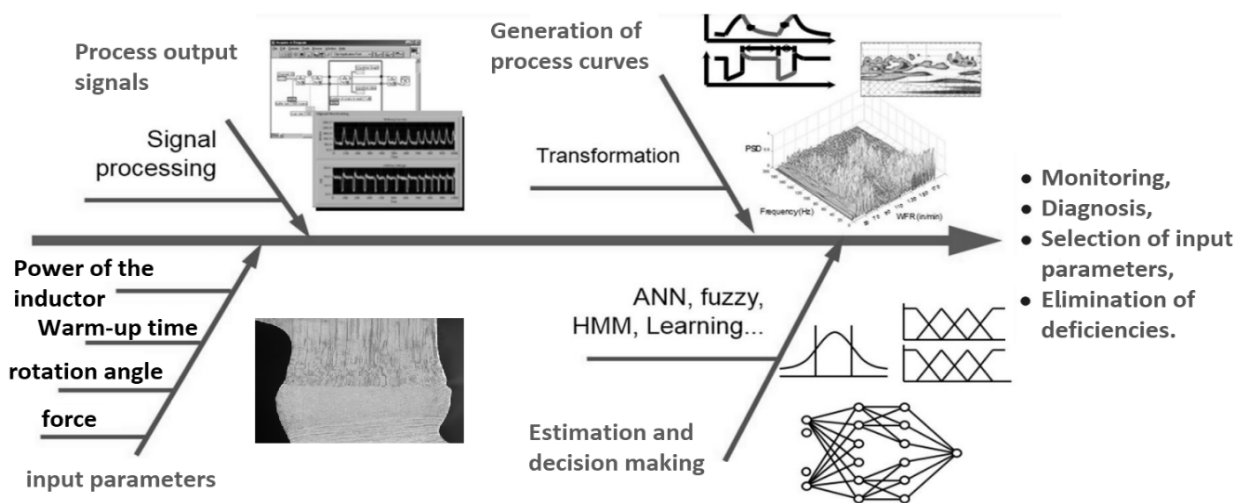 Process output
signals
Signal
processing
Generation of
process curves
Transformation
PSD
Frequency(Hz)
WFR (in/min)
Power of the
inductor
Warm-up time
rotation angle
force
input parameters
ANN, fuzzy,
HMM, Learning...
Estimation and
decision making
• Monitoring,
• Diagnosis,
• Selection of input
parameters,
• Elimination of
deficiencies.